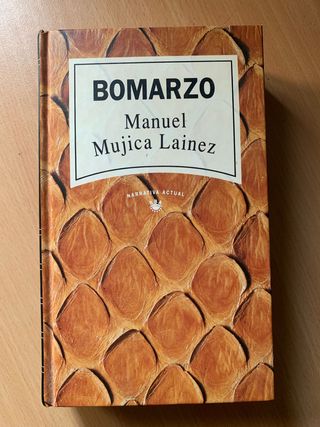 BOMARZO
Manuel
Mujica Lainez
NARRATIVA ACTUAL